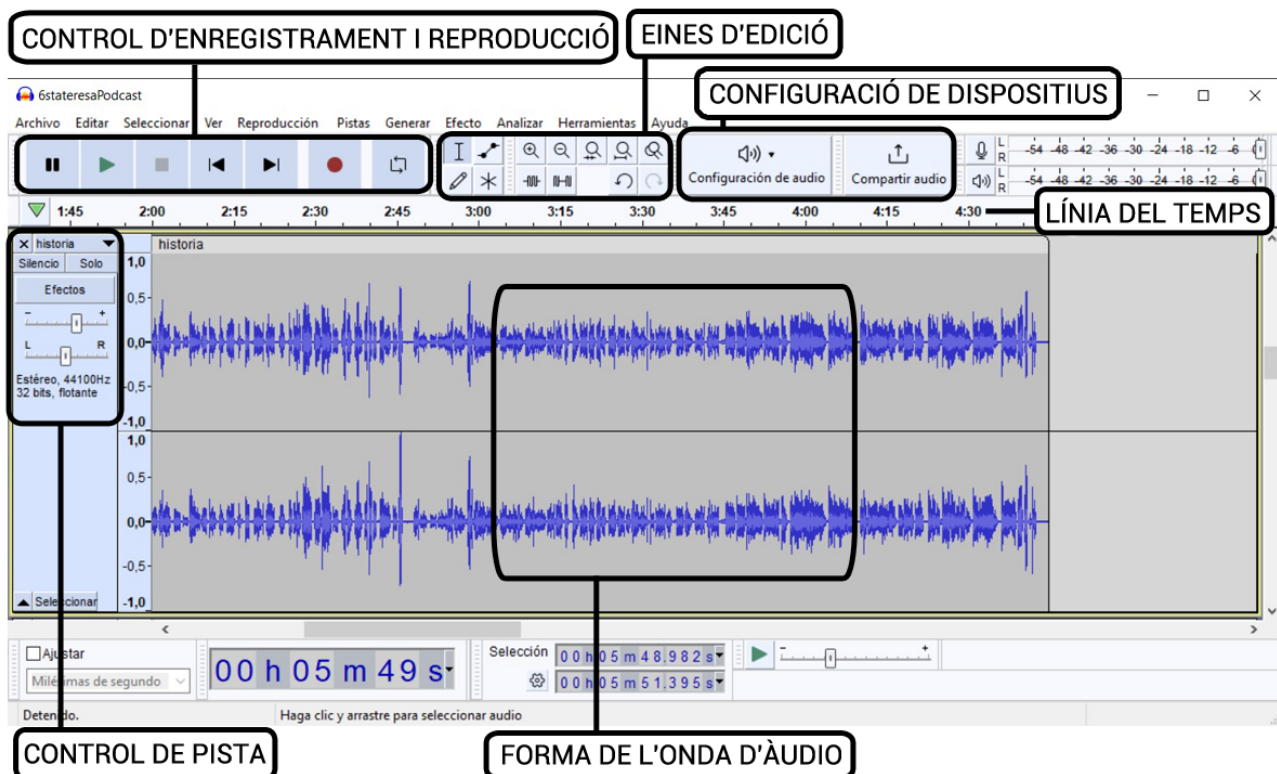 CONTROL D'ENREGISTRAMENT I REPRODUCCIÓ
EINES D'EDICIÓ
6stateresaPodcast
CONFIGURACIÓ DE DISPOSITIUS
Archivo Editar Seleccionar Ver Reproducción Pistas Generar Efecto Analizar Herramientas Ayuda
L R -54 -48 -42 -36 -30 -24 -18 -12 -6
Configuración de audio Compartir audio
L R -54 -48 -42 -36 -30 -24 -18 -12 -6
1:45 2:00 2:15 2:30 2:45 3:00 3:15 3:30 3:45 4:00 4:15 4:30
LÍNIA DEL TEMPS
historia
historia
Silencio Solo
Efectos
- +
L R
Estéreo, 44100Hz
32 bits, flotante
1,0
0,5
0,0
-0,5
-1,0
1,0
0,5
0,0
-0,5
-1,0
Seleccionar
Ajustar
Milésimas de segundo
00 h 05 m 49 s
Selección
00 h 05 m 48.982 s
00 h 05 m 51.395 s
- +
Detenido.
Haga clic y arrastre para seleccionar audio
CONTROL DE PISTA
FORMA DE L'ONDA D'ÀUDIO